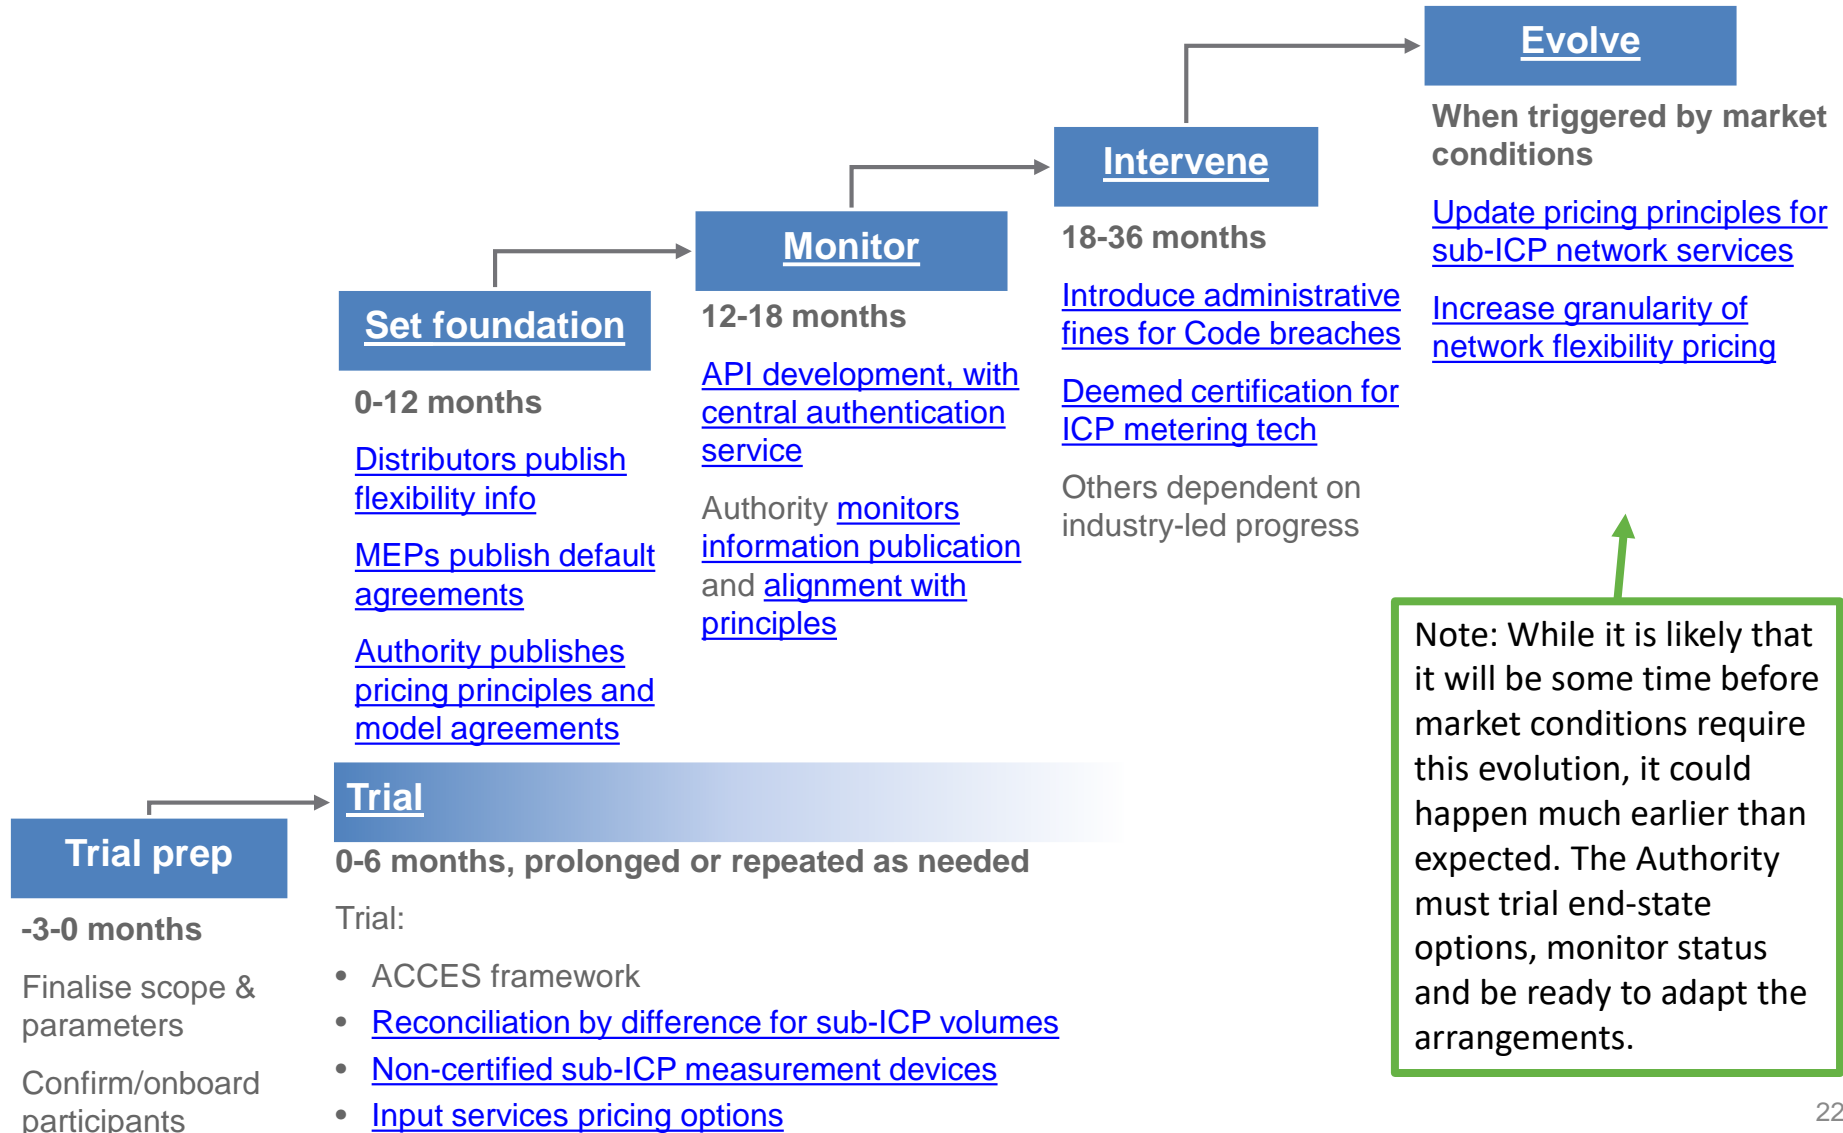 Evolve
When triggered by market
conditions
Update pricing principles for
sub-ICP network services
Increase granularity of
network flexibility pricing
Intervene
18-36 months
Introduce administrative
fines for Code breaches
Deemed certification for
ICP metering tech
Others dependent on
industry-led progress
Monitor
12-18 months
API development, with
central authentication
service
Authority monitors
information publication
and alignment with
principles
Set foundation
0-12 months
Distributors publish
flexibility info
MEPs publish default
agreements
Authority publishes
pricing principles and
model agreements
Note: While it is likely that
it will be some time before
market conditions require
this evolution, it could
happen much earlier than
expected. The Authority
must trial end-state
options, monitor status
and be ready to adapt the
arrangements.
Trial
0-6 months, prolonged or repeated as needed
Trial:
• ACCES framework
• Reconciliation by difference for sub-ICP volumes
• Non-certified sub-ICP measurement devices
• Input services pricing options
Trial prep
-3-0 months
Finalise scope &
parameters
Confirm/onboard
participants
22